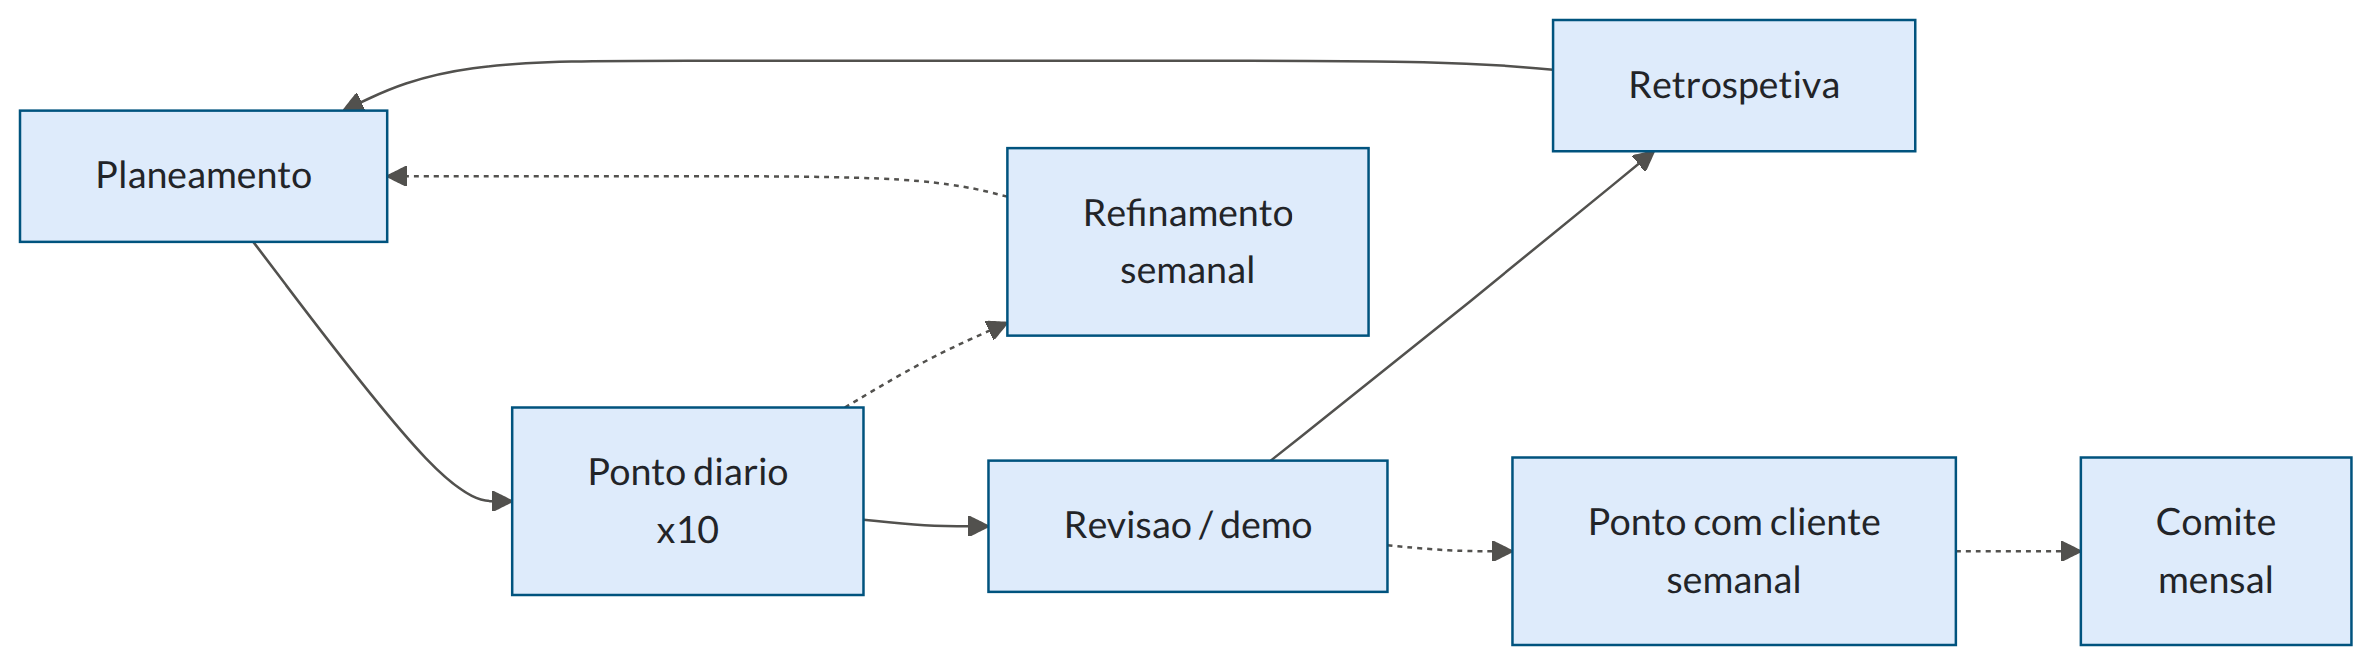 Retrospetiva
Planeamento
Refinamento
semanal
Ponto diario
x10
Revisao / demo
Ponto com cliente
semanal
Comite
mensal